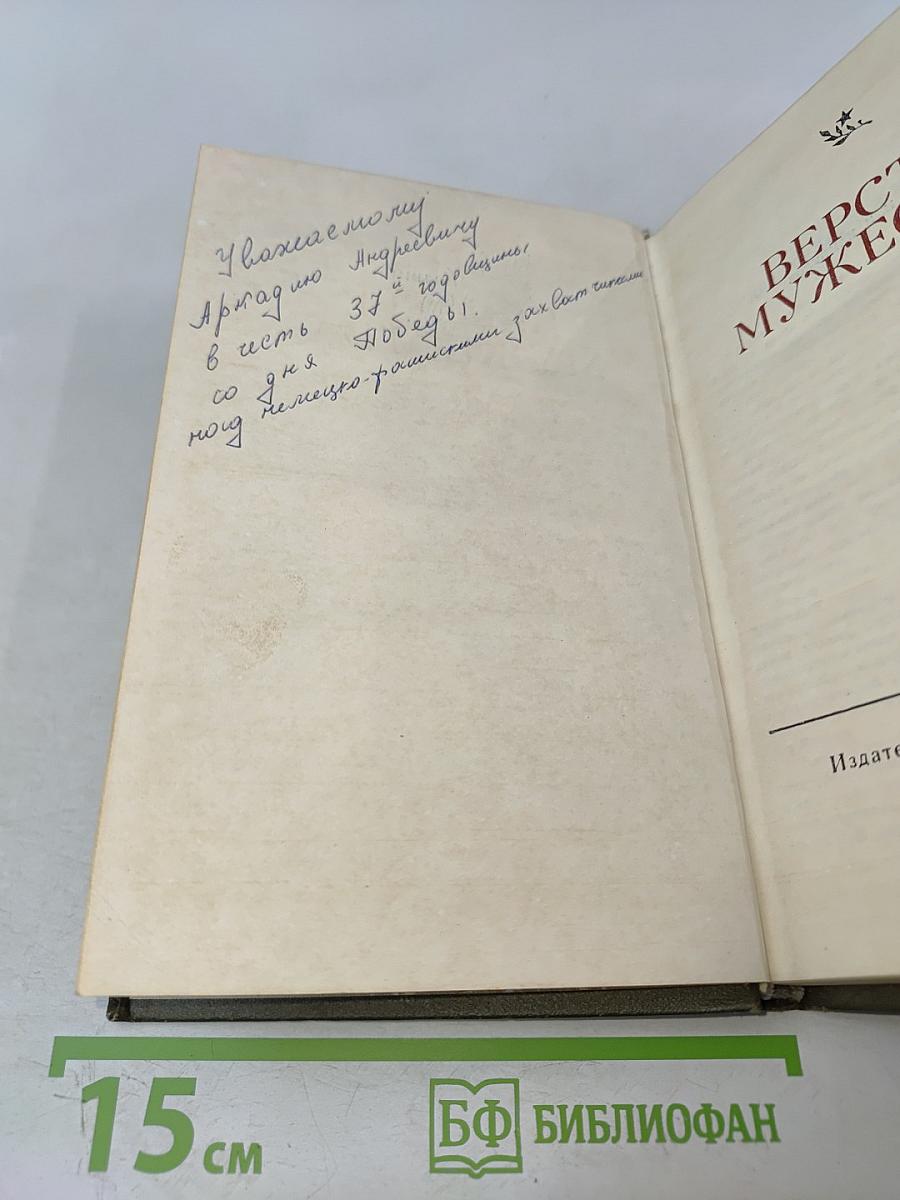 Уважаемому
Аркадию Андреевичу
в честь 37й годовщины
со дня Победы.
над немецко-фашискими захватчиками
ВЕРСТ
МУЖЕС
Издате
15 см
БФ БИБЛИОФАН